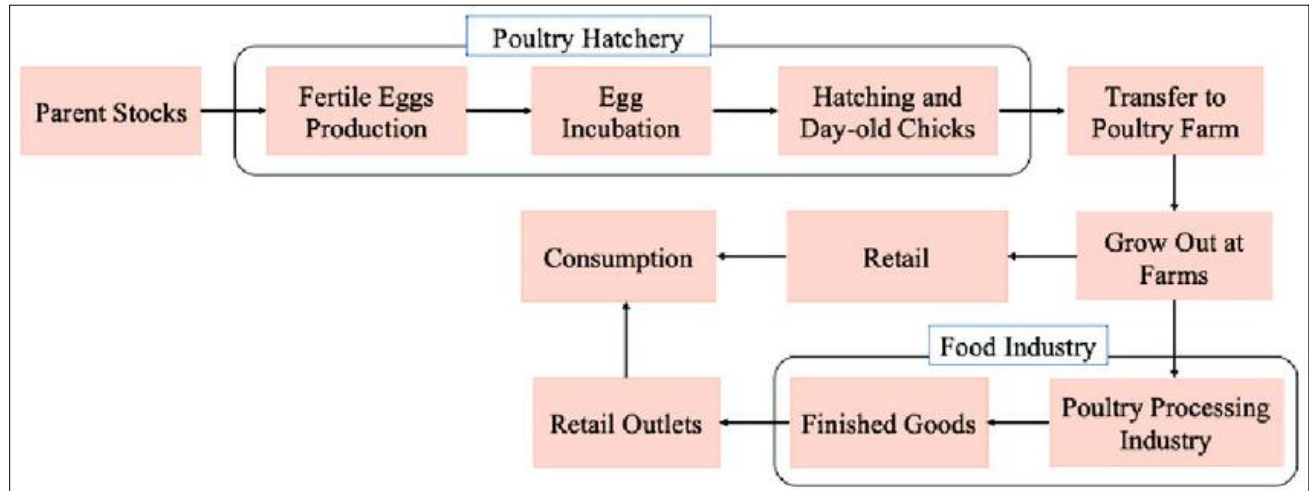 Poultry Hatchery
Parent Stocks
Fertile Eggs
Production
Egg
Incubation
Hatching and
Day-old Chicks
Transfer to
Poultry Farm
Consumption
Retail
Grow Out at
Farms
Food Industry
Retail Outlets
Finished Goods
Poultry Processing
Industry